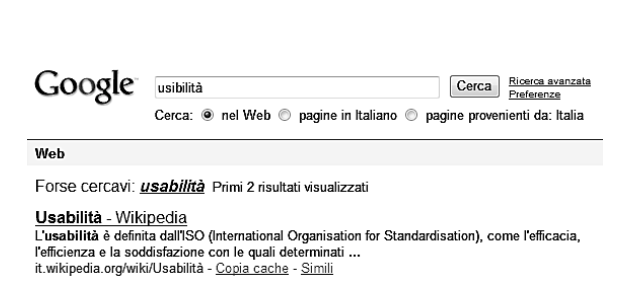 Google
usibilità
Cerca
Ricerca avanzata
Preferenze
Cerca: nel Web pagine in Italiano pagine provenienti da: Italia
Web
Forse cercavi: usabilità Primi 2 risultati visualizzati
Usabilità - Wikipedia
L'usabilità è definita dall'ISO (International Organisation for Standardisation), come l'efficacia,
l'efficienza e la soddisfazione con le quali determinati ...
it.wikipedia.org/wiki/Usabilità - Copia cache - Simili